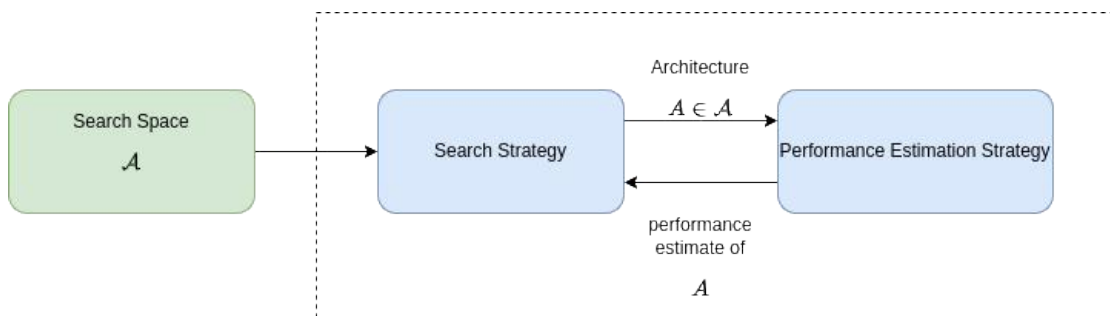 Search Space
𝒜
Search Strategy
Architecture
A ∈ 𝒜
Performance Estimation Strategy
performance
estimate of
A